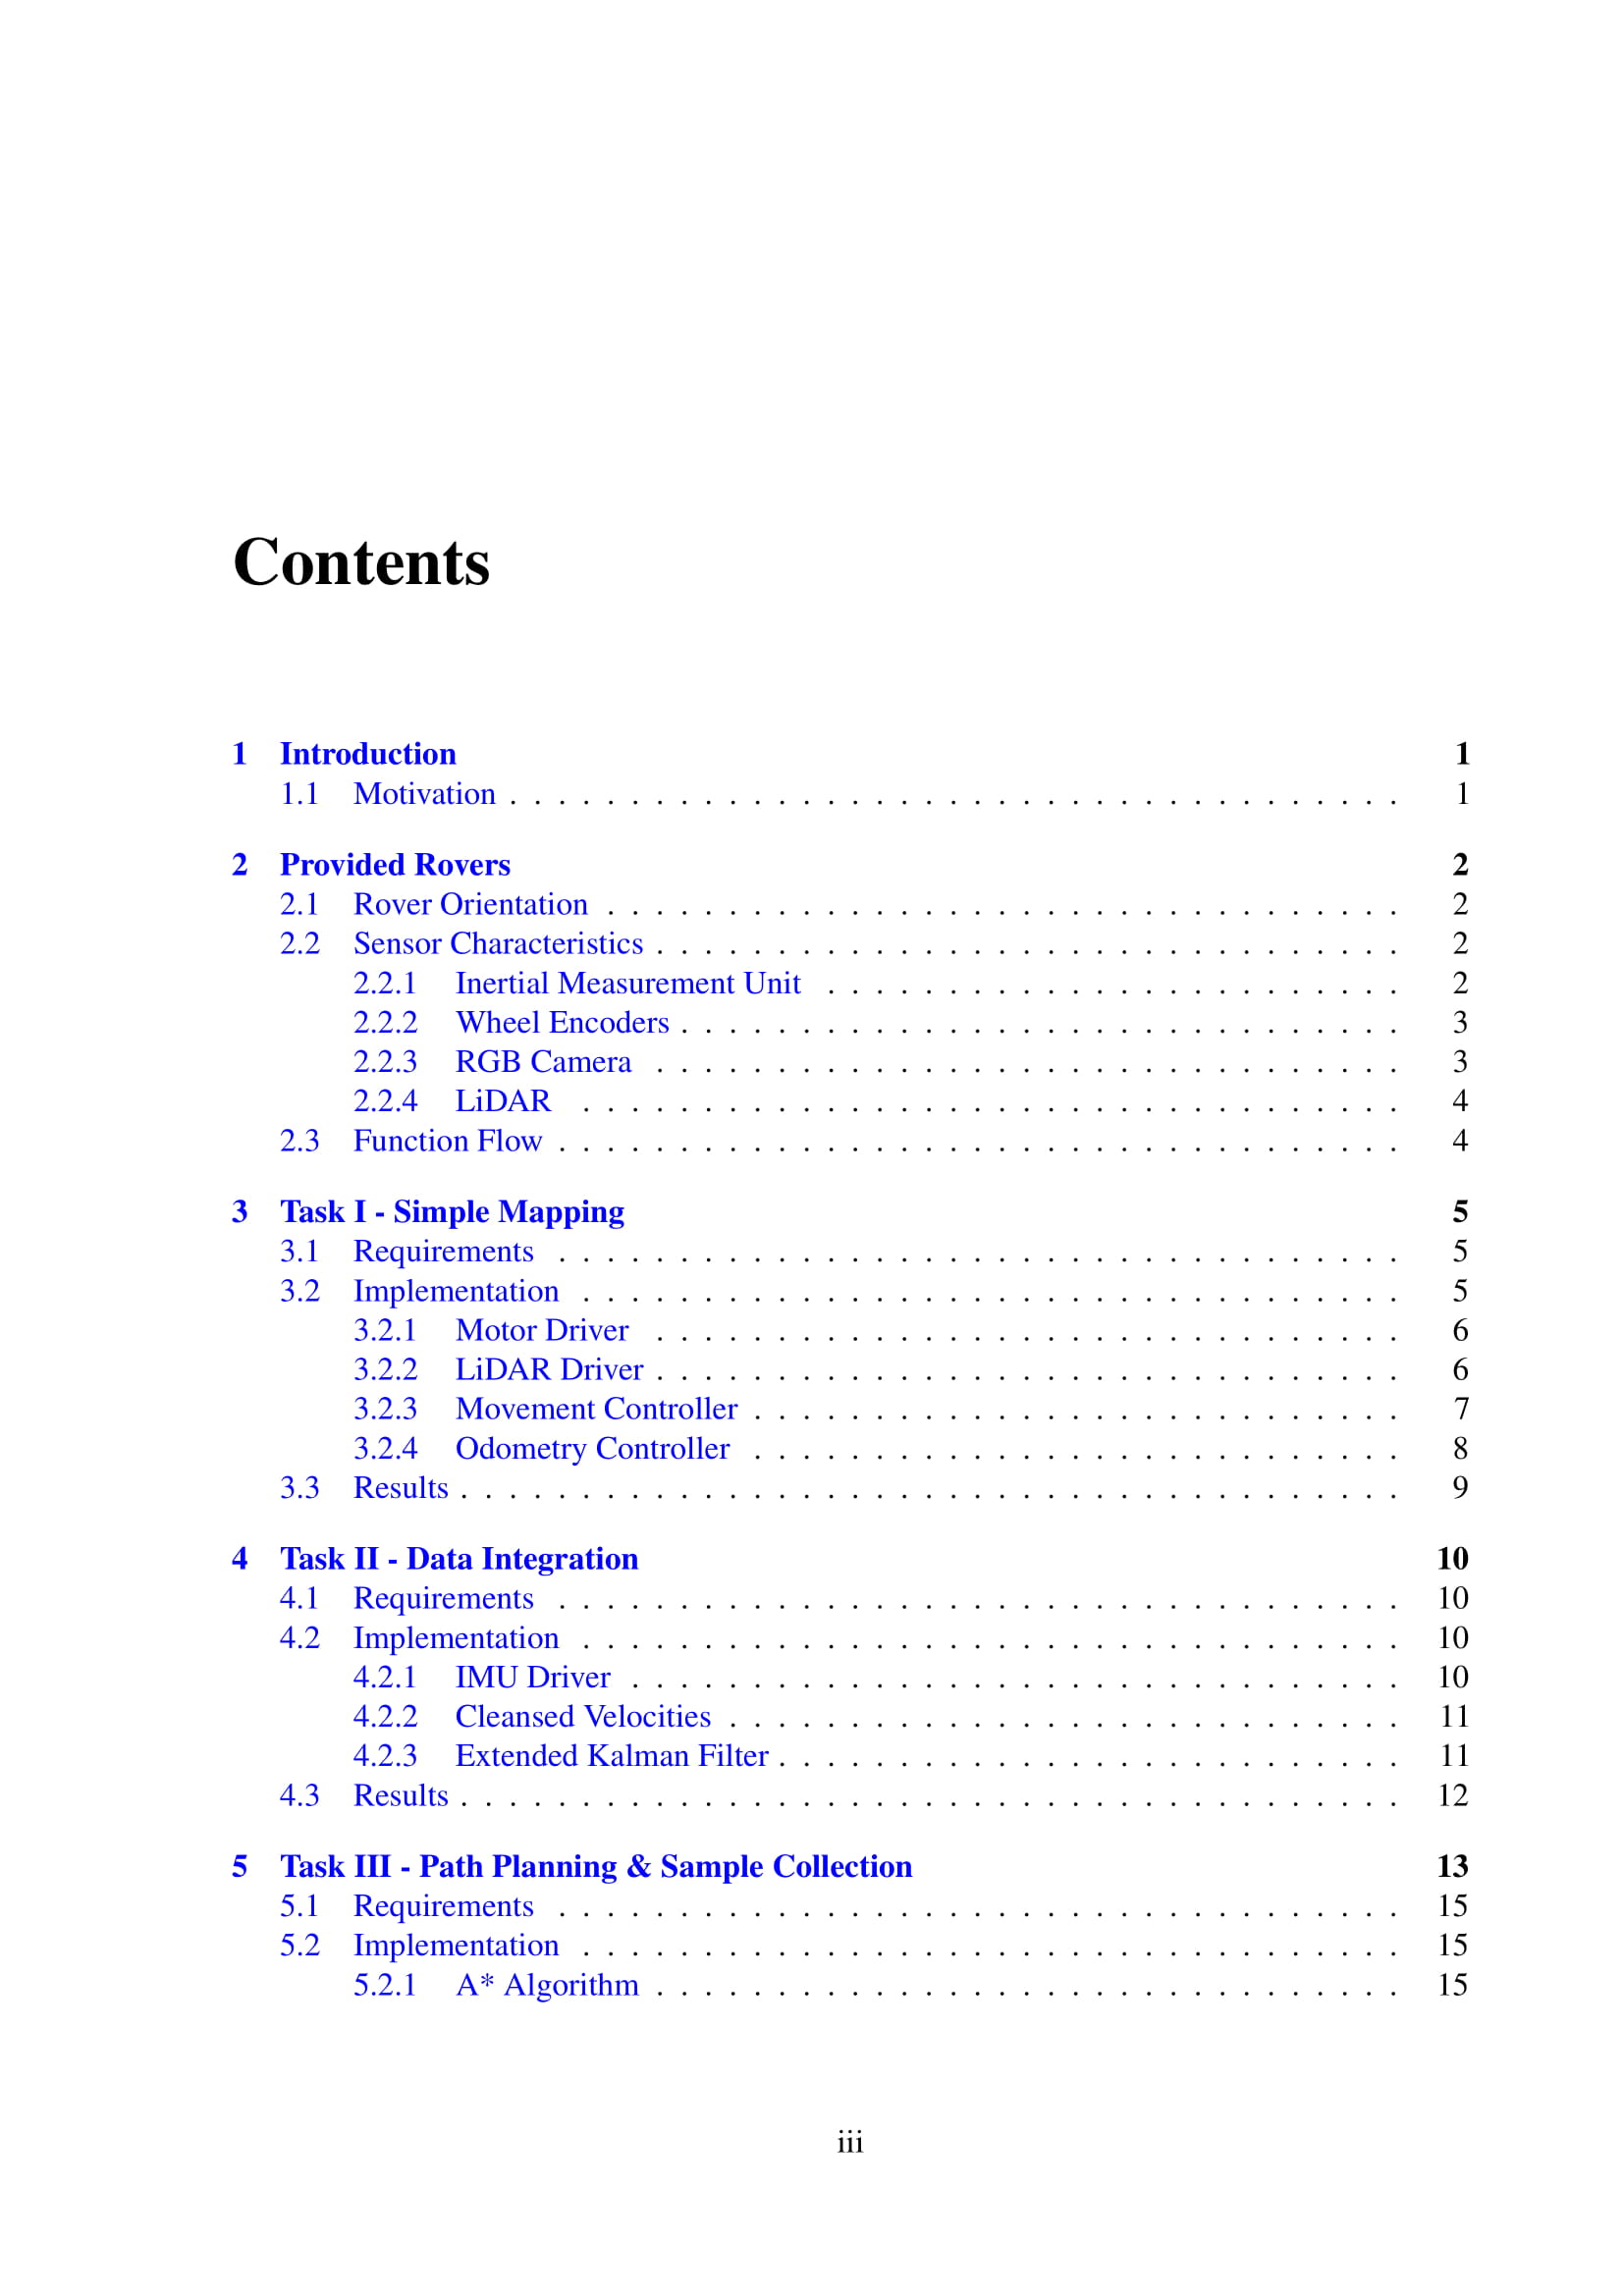 Contents
1 Introduction 1
1.1 Motivation . . . . . . . . . . . . . . . . . . . . . . . . . . . . . . . . . . . . . 1
2 Provided Rovers 2
2.1 Rover Orientation . . . . . . . . . . . . . . . . . . . . . . . . . . . . . . . . . 2
2.2 Sensor Characteristics . . . . . . . . . . . . . . . . . . . . . . . . . . . . . . . 2
2.2.1 Inertial Measurement Unit . . . . . . . . . . . . . . . . . . . . . . . . 2
2.2.2 Wheel Encoders . . . . . . . . . . . . . . . . . . . . . . . . . . . . . . 3
2.2.3 RGB Camera . . . . . . . . . . . . . . . . . . . . . . . . . . . . . . . 3
2.2.4 LiDAR . . . . . . . . . . . . . . . . . . . . . . . . . . . . . . . . . . 4
2.3 Function Flow . . . . . . . . . . . . . . . . . . . . . . . . . . . . . . . . . . . 4
3 Task I - Simple Mapping 5
3.1 Requirements . . . . . . . . . . . . . . . . . . . . . . . . . . . . . . . . . . . 5
3.2 Implementation . . . . . . . . . . . . . . . . . . . . . . . . . . . . . . . . . . 5
3.2.1 Motor Driver . . . . . . . . . . . . . . . . . . . . . . . . . . . . . . . 6
3.2.2 LiDAR Driver . . . . . . . . . . . . . . . . . . . . . . . . . . . . . . . 6
3.2.3 Movement Controller . . . . . . . . . . . . . . . . . . . . . . . . . . . 7
3.2.4 Odometry Controller . . . . . . . . . . . . . . . . . . . . . . . . . . . 8
3.3 Results . . . . . . . . . . . . . . . . . . . . . . . . . . . . . . . . . . . . . . . 9
4 Task II - Data Integration 10
4.1 Requirements . . . . . . . . . . . . . . . . . . . . . . . . . . . . . . . . . . . 10
4.2 Implementation . . . . . . . . . . . . . . . . . . . . . . . . . . . . . . . . . . 10
4.2.1 IMU Driver . . . . . . . . . . . . . . . . . . . . . . . . . . . . . . . . 10
4.2.2 Cleansed Velocities . . . . . . . . . . . . . . . . . . . . . . . . . . . . 11
4.2.3 Extended Kalman Filter . . . . . . . . . . . . . . . . . . . . . . . . . . 11
4.3 Results . . . . . . . . . . . . . . . . . . . . . . . . . . . . . . . . . . . . . . . 12
5 Task III - Path Planning & Sample Collection 13
5.1 Requirements . . . . . . . . . . . . . . . . . . . . . . . . . . . . . . . . . . . 15
5.2 Implementation . . . . . . . . . . . . . . . . . . . . . . . . . . . . . . . . . . 15
5.2.1 A* Algorithm . . . . . . . . . . . . . . . . . . . . . . . . . . . . . . . 15
iii